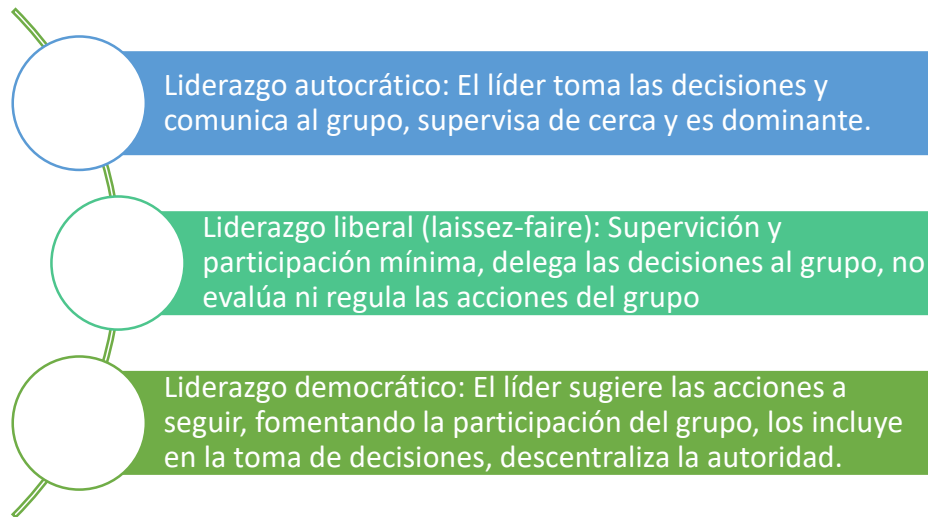 Liderazgo autocrático: El líder toma las decisiones y
comunica al grupo, supervisa de cerca y es dominante.
Liderazgo liberal (laissez-faire): Supervición y
participación mínima, delega las decisiones al grupo, no
evalúa ni regula las acciones del grupo
Liderazgo democrático: El líder sugiere las acciones a
seguir, fomentando la participación del grupo, los incluye
en la toma de decisiones, descentraliza la autoridad.